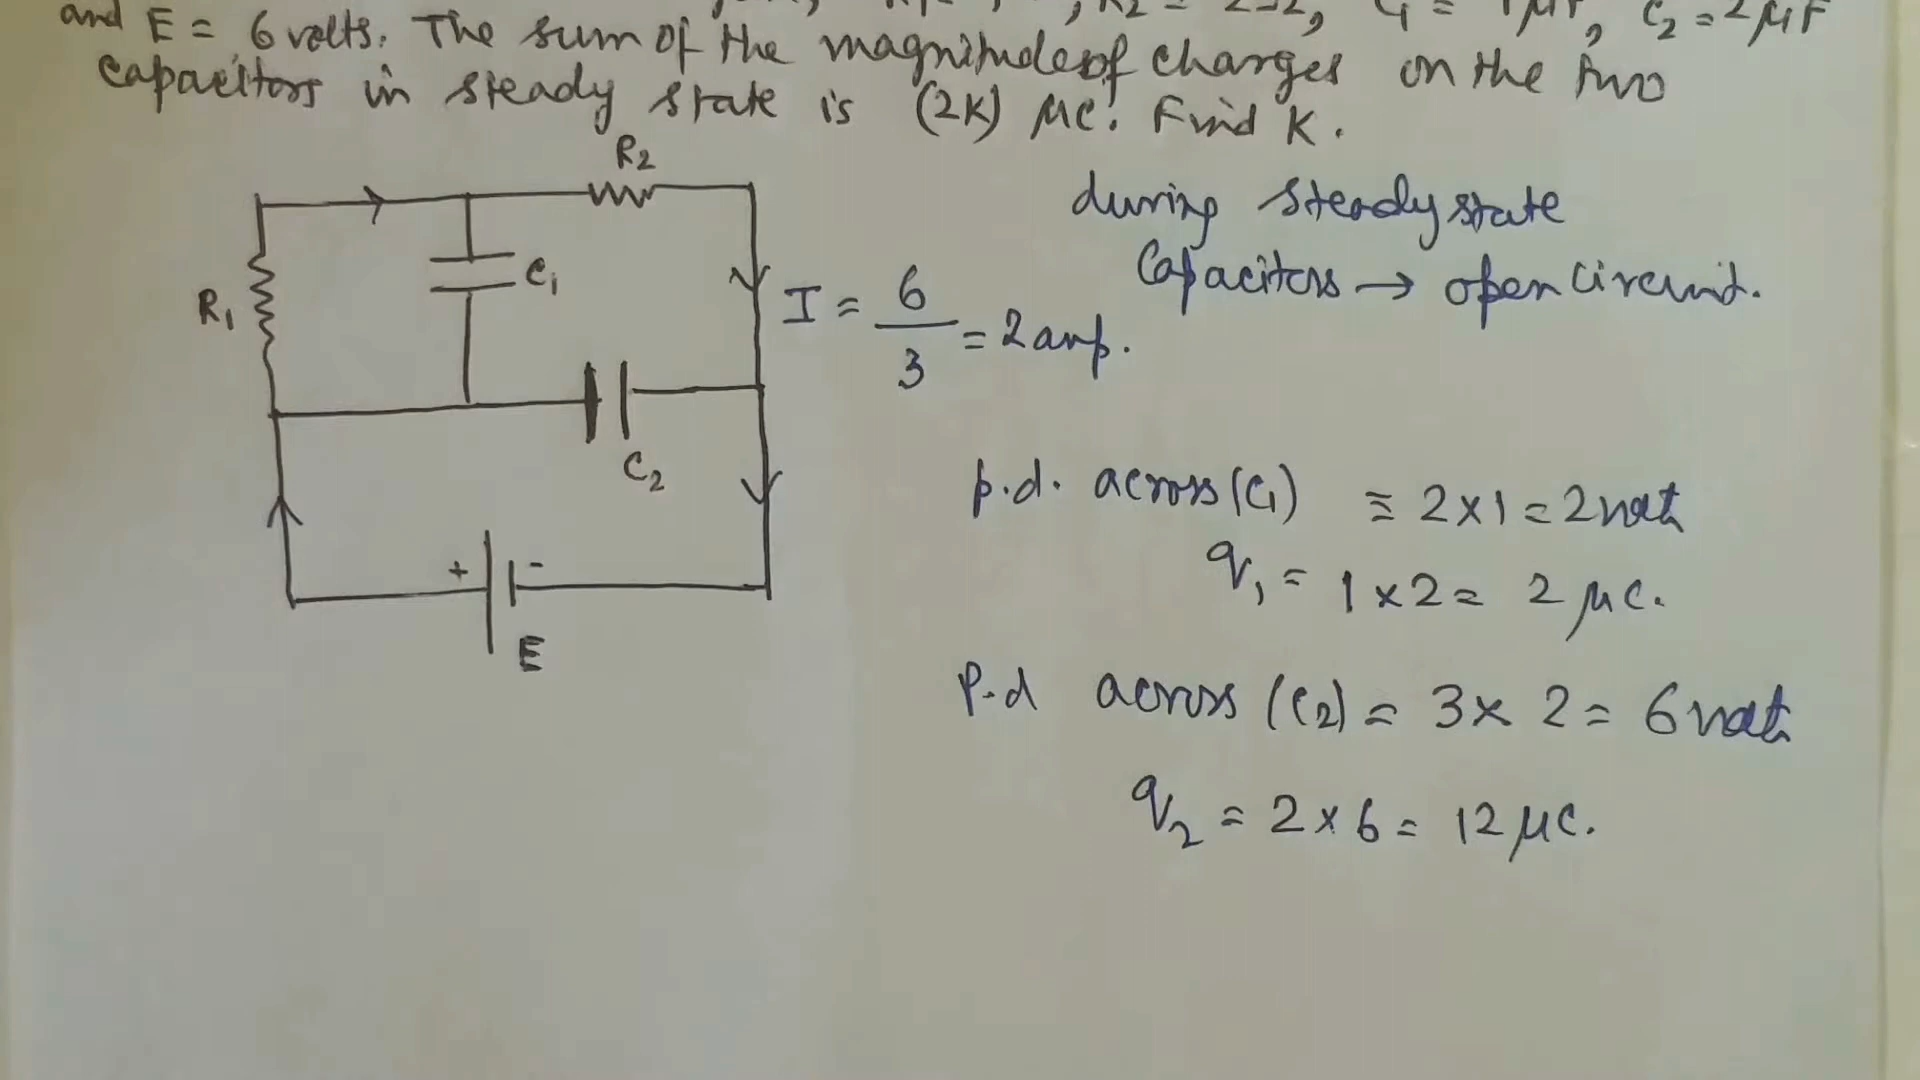 and E = 6 volts. The sum of the magnitude of charges on the two
capacitors in steady state is (2K) μC. Find K.
R2
during steady state
capacitors → open circuit.
R1
C1
I = 6/3 = 2 amp.
C2
p.d. across (C1) = 2×1 = 2 volt
q1 = 1×2 = 2 μC.
+ -
E
P.d across (C2) = 3×2 = 6 volt
q2 = 2×6 = 12 μC.